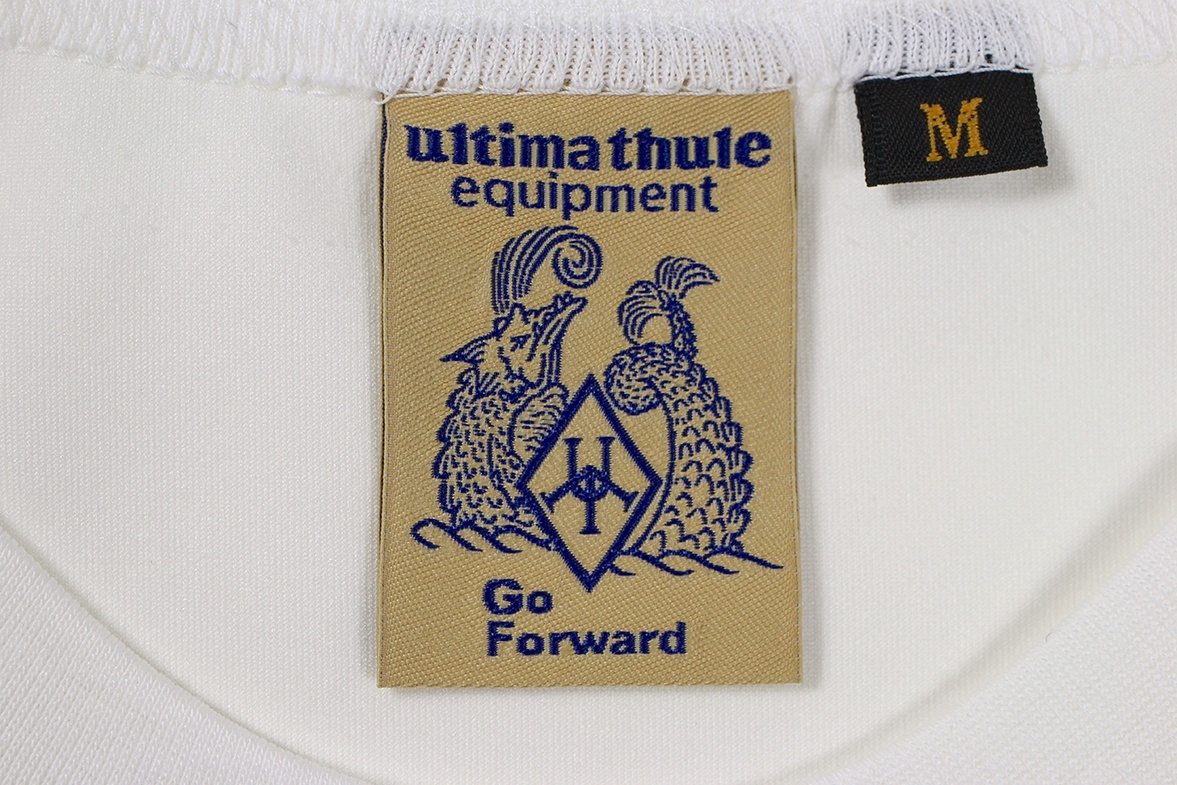 ultima thule
equipment
Go
Forward
M